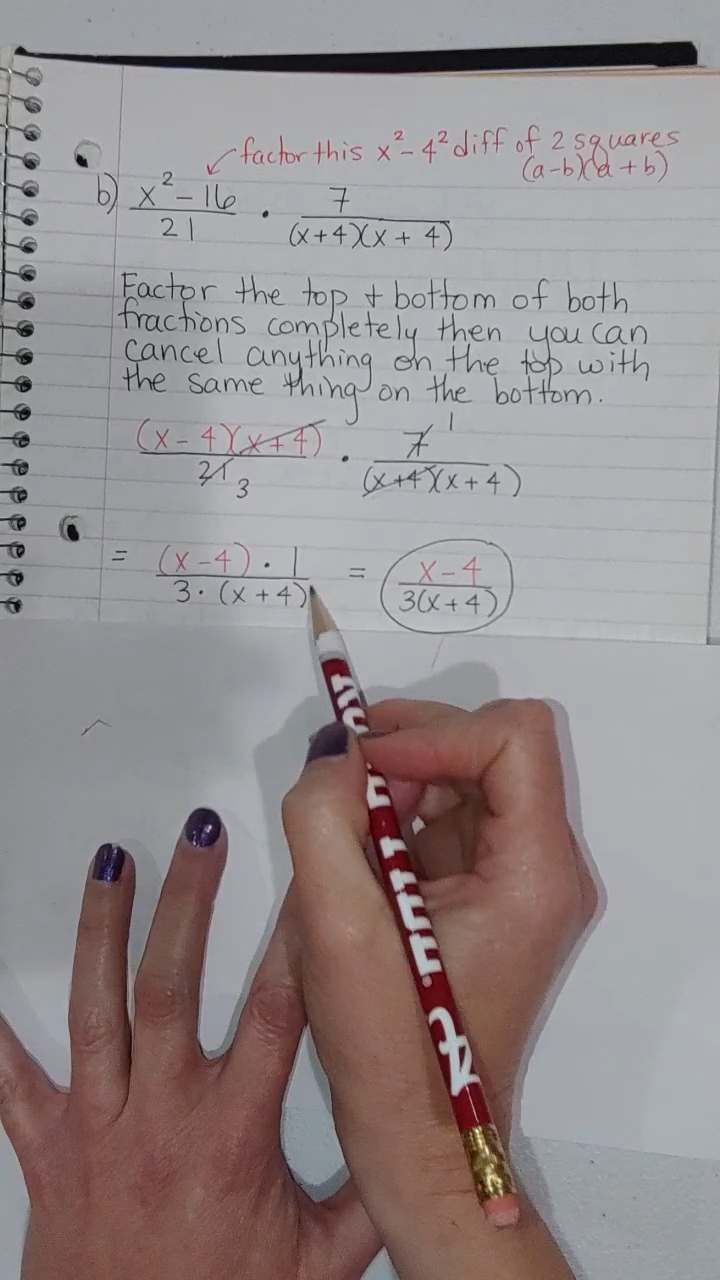 factor this x² - 4² diff of 2 squares
(a-b)(a+b)
b) x² - 16 / 21 · 7 / (x+4)(x+4)
Factor the top + bottom of both
fractions completely then you can
cancel anything on the top with
the same thing on the bottom.
(x-4)(x+4) / 21 3 · 7 1 / (x+4)(x+4)
= (x-4) · 1 / 3 · (x+4) = x-4 / 3(x+4)